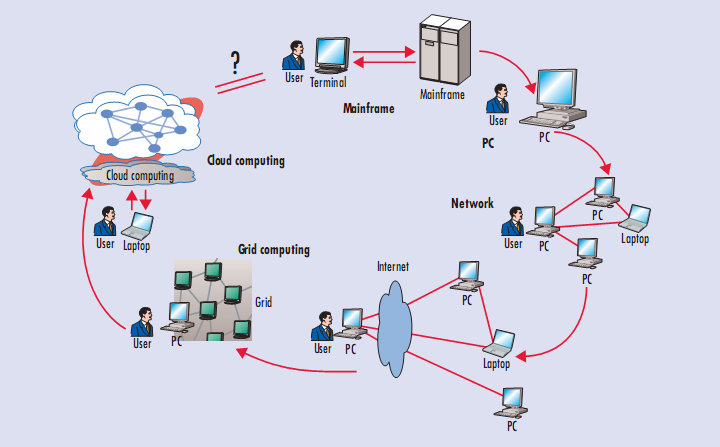 ?
User
Terminal
Mainframe
Mainframe
User
PC
PC
Cloud computing
Cloud computing
User
Laptop
Network
User
PC
PC
Laptop
PC
Grid computing
Grid
User
PC
Internet
User
PC
PC
Laptop
PC